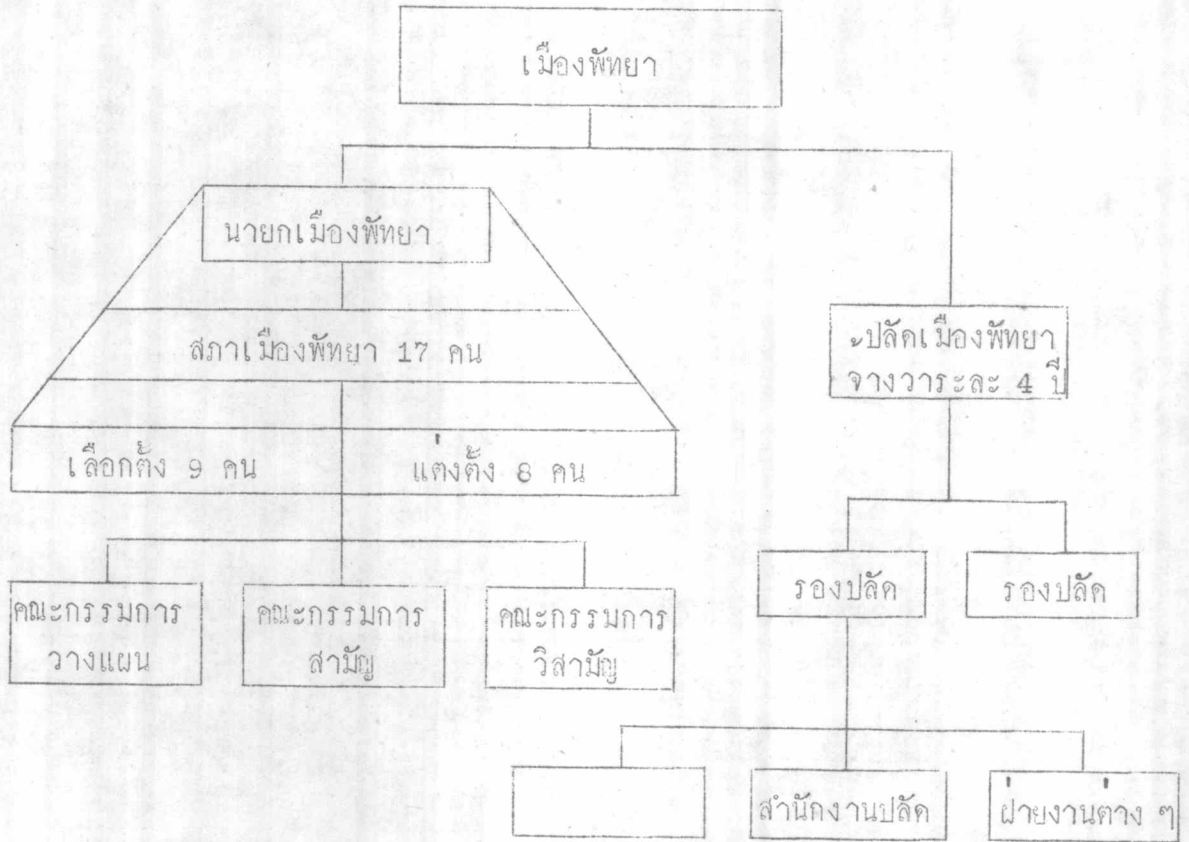 เมืองพัทยา
นายกเมืองพัทยา
สภาเมืองพัทยา 17 คน
เลือกตั้ง 9 คน
แต่งตั้ง 8 คน
ปลัดเมืองพัทยา
จ้างวาระละ 4 ปี
รองปลัด
รองปลัด
คณะกรรมการ
วางแผน
คณะกรรมการ
สามัญ
คณะกรรมการ
วิสามัญ
สำนักงานปลัด
ฝ่ายงานต่าง ๆ